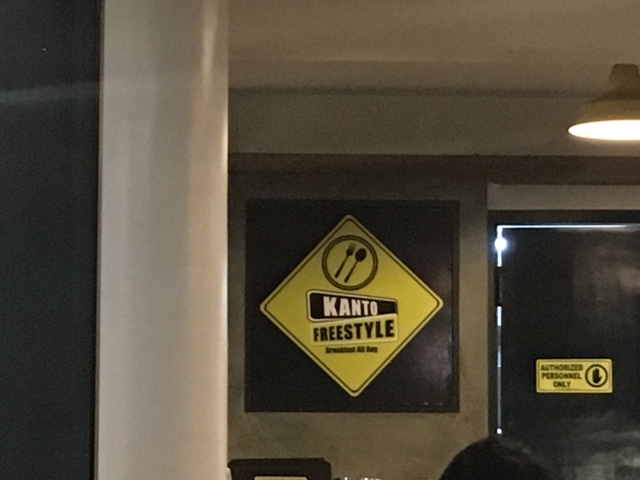 KANTO
FREESTYLE
Breakfast All Day
AUTHORIZED
PERSONNEL
ONLY